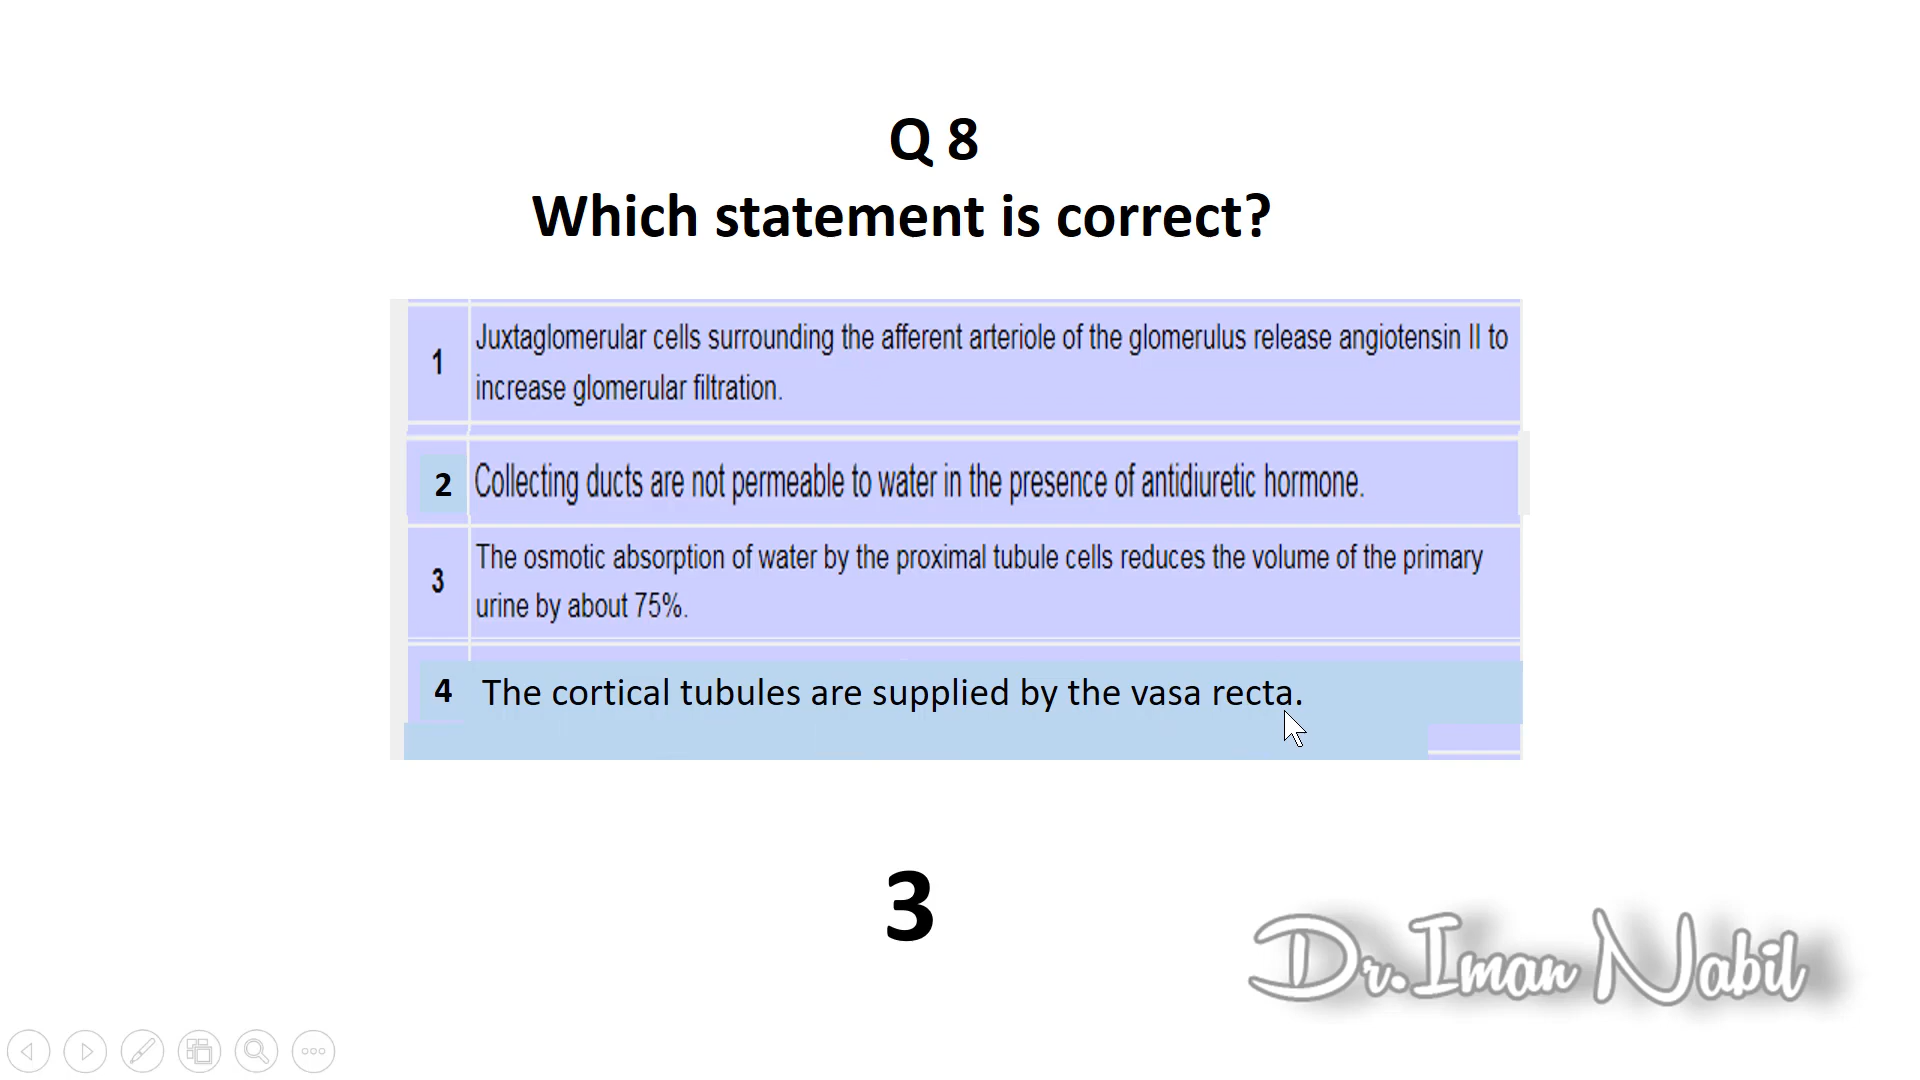 Q 8
Which statement is correct?
1
Juxtaglomerular cells surrounding the afferent arteriole of the glomerulus release angiotensin II to
increase glomerular filtration.
2 Collecting ducts are not permeable to water in the presence of antidiuretic hormone.
3
The osmotic absorption of water by the proximal tubule cells reduces the volume of the primary
urine by about 75%.
4 The cortical tubules are supplied by the vasa recta.
3
Dr.Iman Nabil